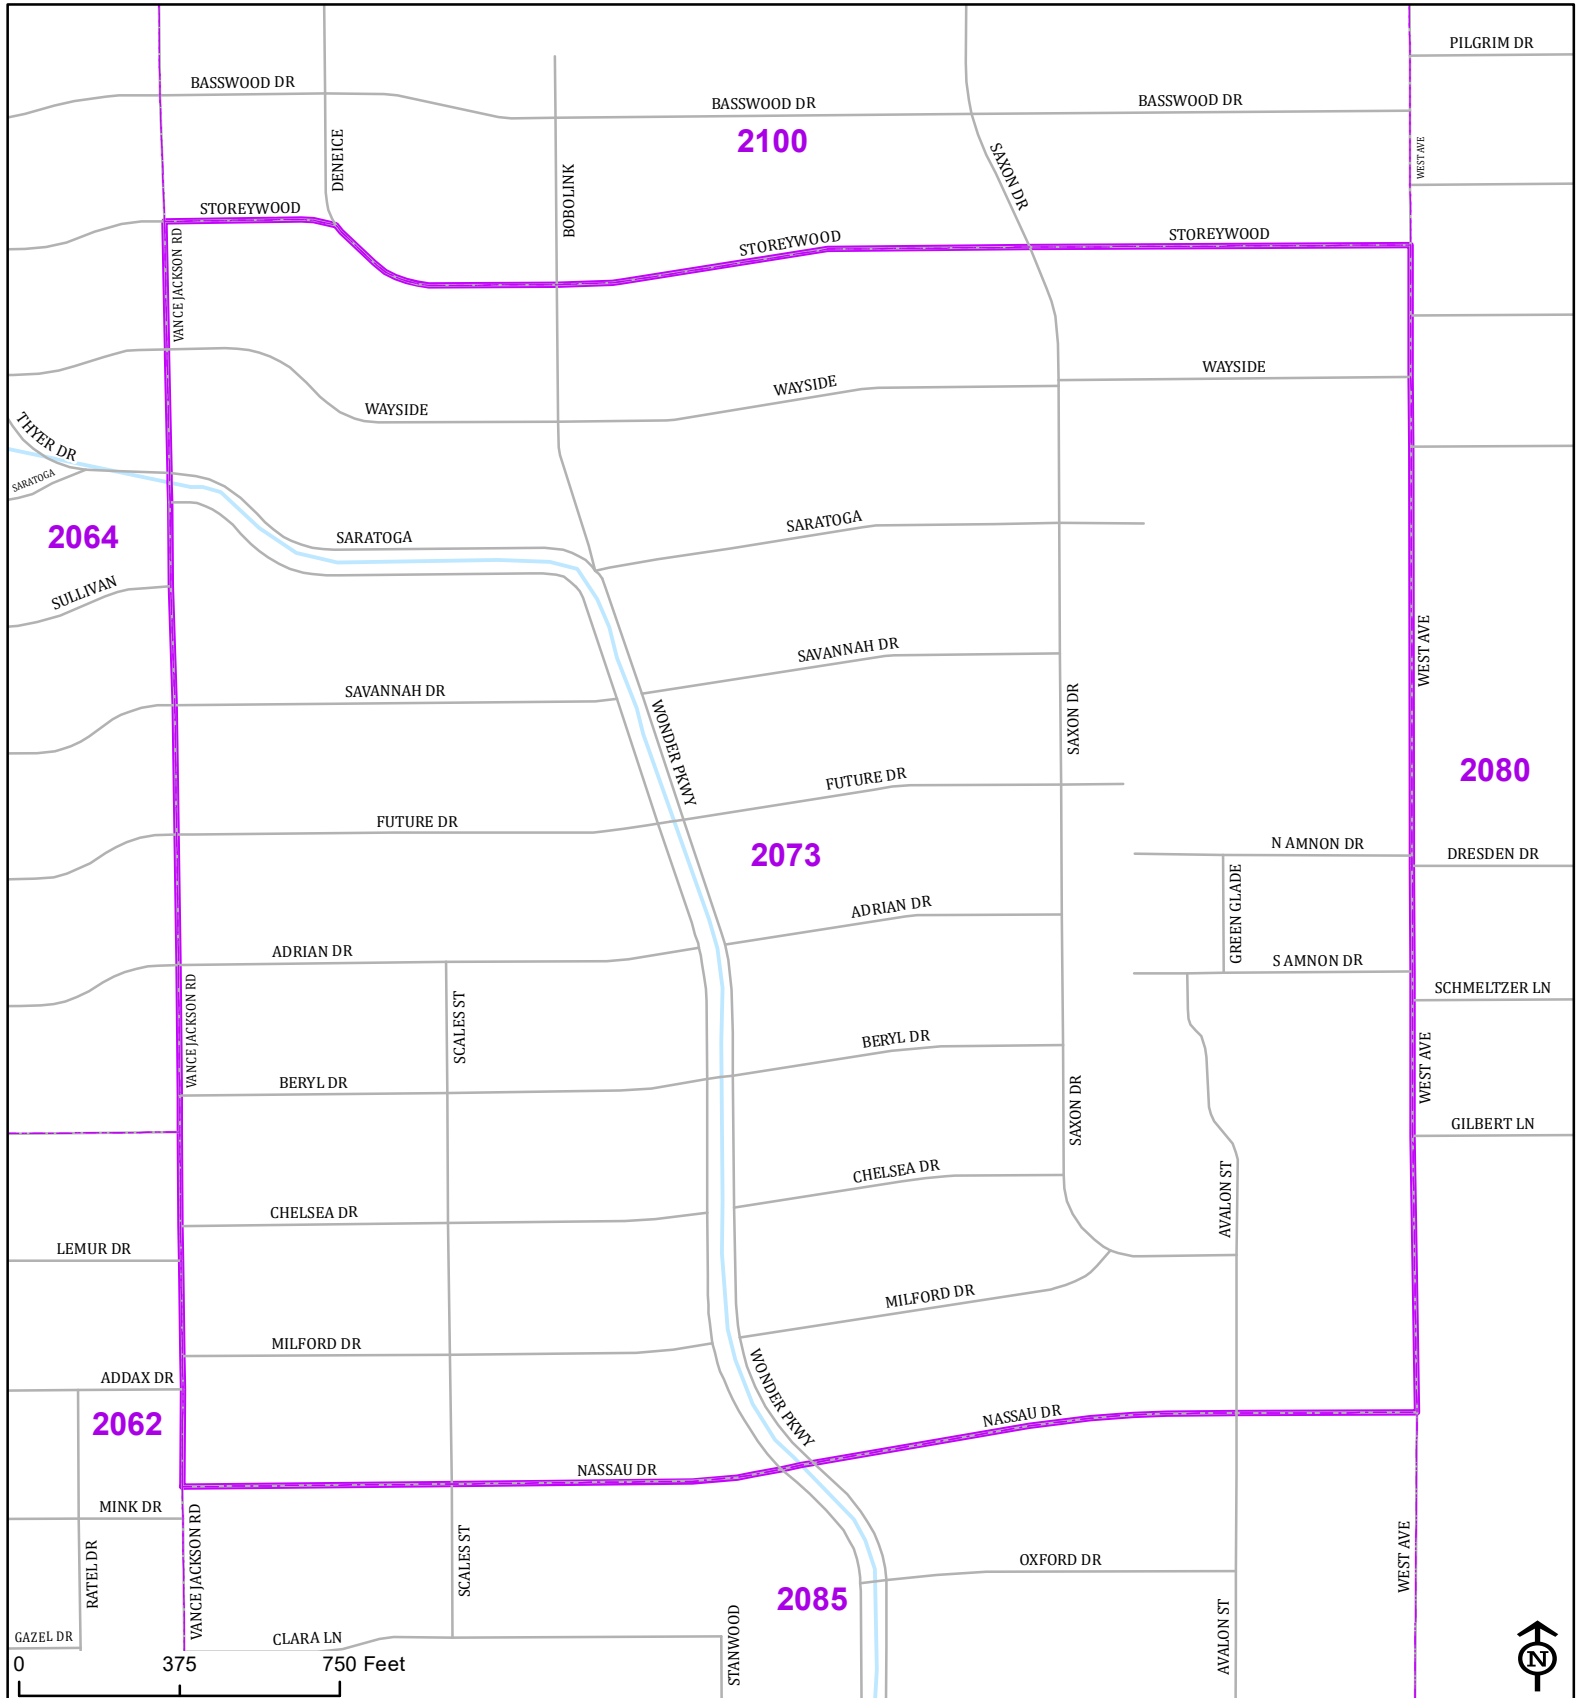 PILGRIM DR
BASSWOOD DR
BASSWOOD DR
BASSWOOD DR
2100
DENEICE
BOBOLINK
SAXON DR
WEST AVE
STOREYWOOD
STOREYWOOD
STOREYWOOD
VANCE JACKSON RD
WAYSIDE
WAYSIDE
WAYSIDE
THYER DR
SARATOGA
2064
SARATOGA
SARATOGA
SULLIVAN
SAVANNAH DR
SAVANNAH DR
WEST AVE
WONDER PKWY
SAXON DR
2080
FUTURE DR
FUTURE DR
2073
N AMNON DR
DRESDEN DR
GREEN GLADE
ADRIAN DR
ADRIAN DR
S AMNON DR
SCHMELTZER LN
VANCE JACKSON RD
SCALES ST
BERYL DR
BERYL DR
WEST AVE
SAXON DR
GILBERT LN
CHELSEA DR
CHELSEA DR
AVALON ST
LEMUR DR
MILFORD DR
MILFORD DR
ADDAX DR
2062
WONDER PKWY
NASSAU DR
NASSAU DR
MINK DR
RATEL DR
VANCE JACKSON RD
SCALES ST
OXFORD DR
WEST AVE
2085
GAZEL DR
CLARA LN
STANWOOD
AVALON ST
N
0 375 750 Feet